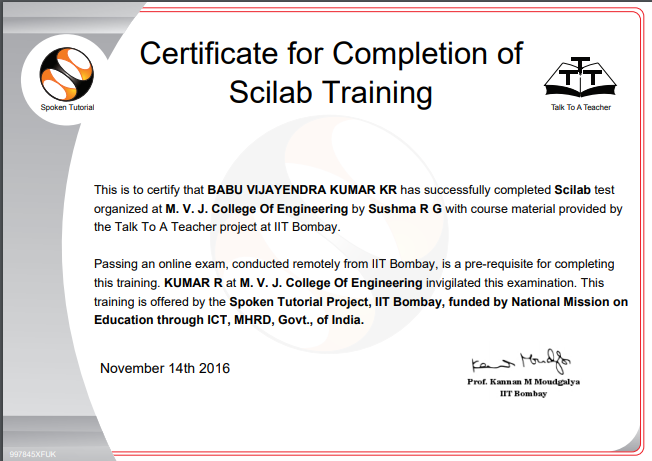 Certificate for Completion of
Scilab Training
Spoken Tutorial
TTT
Talk To A Teacher
This is to certify that BABU VIJAYENDRA KUMAR KR has successfully completed Scilab test
organized at M. V. J. College Of Engineering by Sushma R G with course material provided by
the Talk To A Teacher project at IIT Bombay.
Passing an online exam, conducted remotely from IIT Bombay, is a pre-requisite for completing
this training. KUMAR R at M. V. J. College Of Engineering invigilated this examination. This
training is offered by the Spoken Tutorial Project, IIT Bombay, funded by National Mission on
Education through ICT, MHRD, Govt., of India.
November 14th 2016
Prof. Kannan M Moudgalya
IIT Bombay
997845XFUK